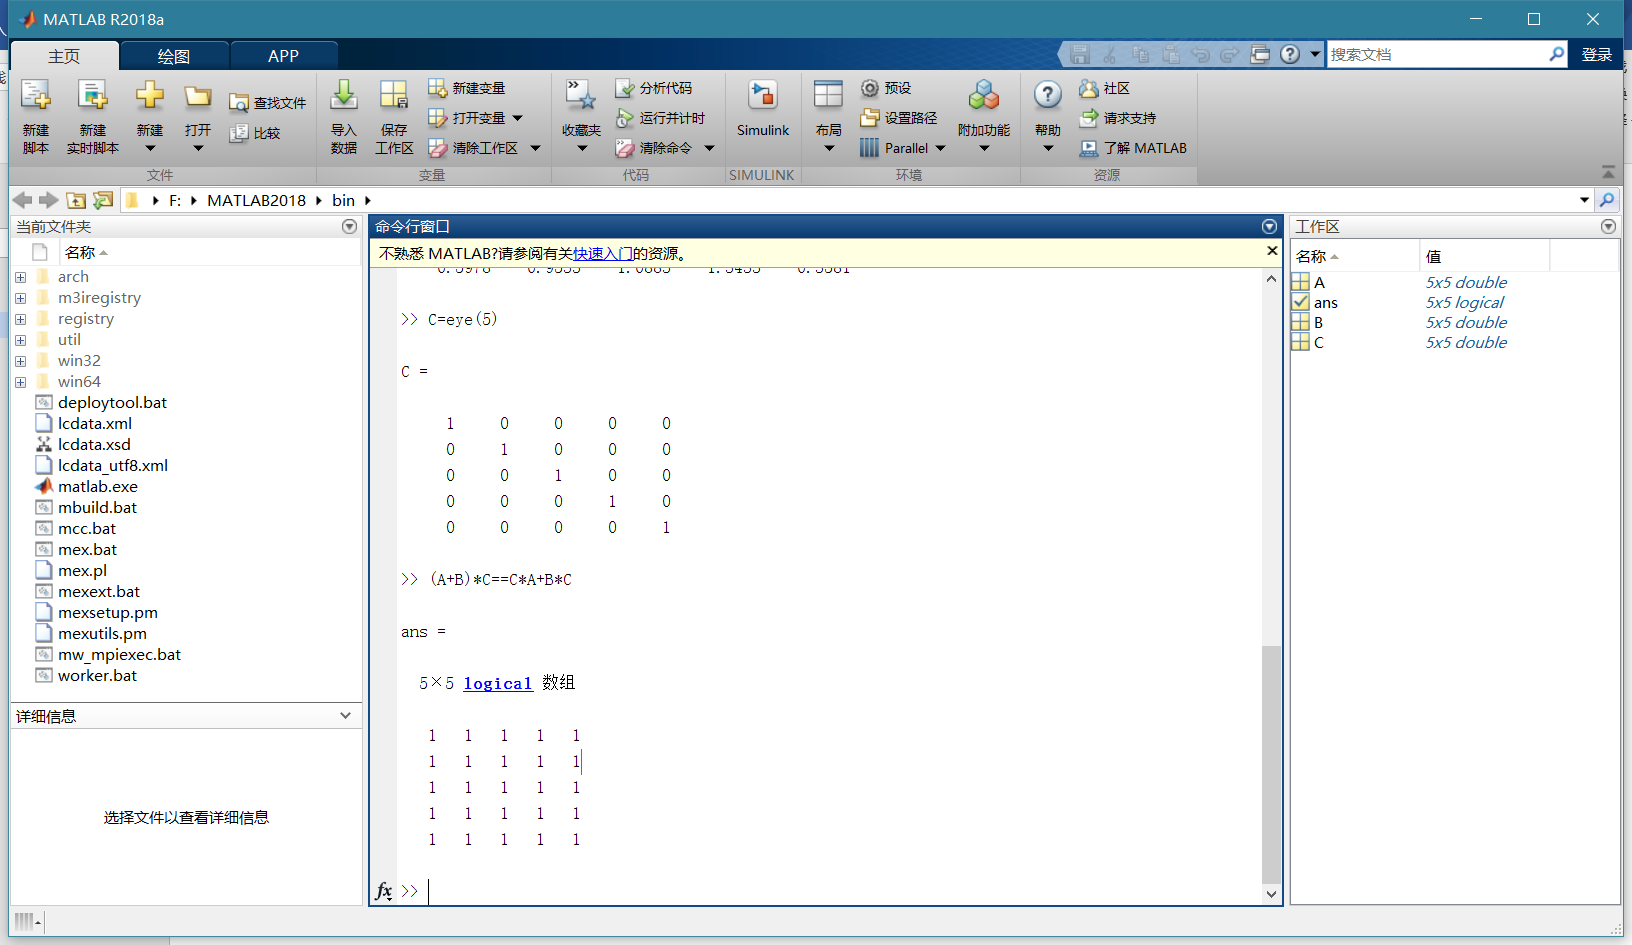 MATLAB R2018a
主页 绘图 APP
搜索文档 登录
新建 脚本
新建 实时脚本
新建
打开
查找文件
比较
文件
导入 数据
保存 工作区
新建变量
打开变量
清除工作区
变量
收藏夹
分析代码
运行并计时
清除命令
代码
Simulink
SIMULINK
布局
预设
设置路径
Parallel
附加功能
环境
帮助
社区
请求支持
了解 MATLAB
资源
F: MATLAB2018 bin
当前文件夹
名称
arch
m3iregistry
registry
util
win32
win64
deploytool.bat
lcdata.xml
lcdata.xsd
lcdata_utf8.xml
matlab.exe
mbuild.bat
mcc.bat
mex.bat
mex.pl
mexext.bat
mexsetup.pm
mexutils.pm
mw_mpiexec.bat
worker.bat
详细信息
选择文件以查看详细信息
命令行窗口
不熟悉 MATLAB?请参阅有关快速入门的资源。
>> C=eye(5)
C =
1 0 0 0 0
0 1 0 0 0
0 0 1 0 0
0 0 0 1 0
0 0 0 0 1
>> (A+B)*C==C*A+B*C
ans =
5×5 logical 数组
1 1 1 1 1
1 1 1 1 1
1 1 1 1 1
1 1 1 1 1
1 1 1 1 1
fx >>
工作区
名称 值
A 5x5 double
ans 5x5 logical
B 5x5 double
C 5x5 double